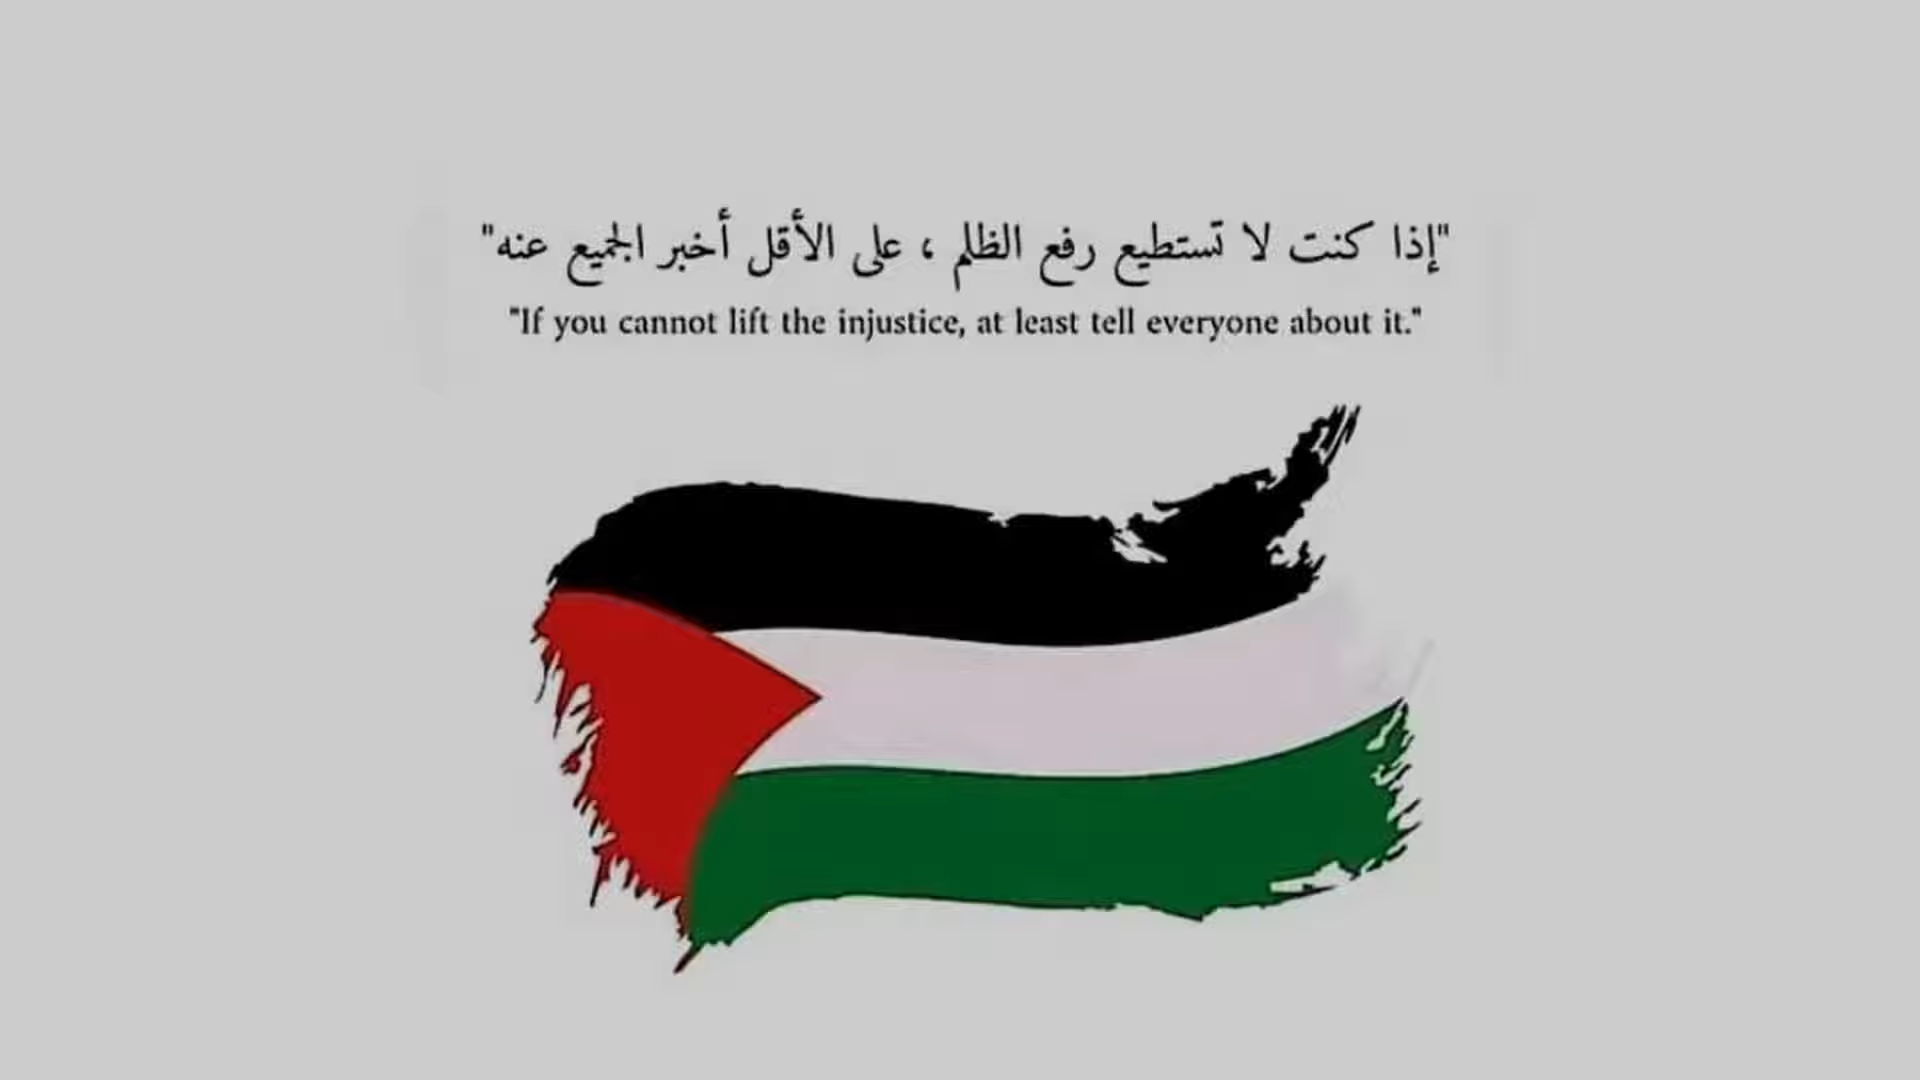 "إذا كنت لا تستطيع رفع الظلم ، على الأقل أخبر الجميع عنه"
"If you cannot lift the injustice, at least tell everyone about it."